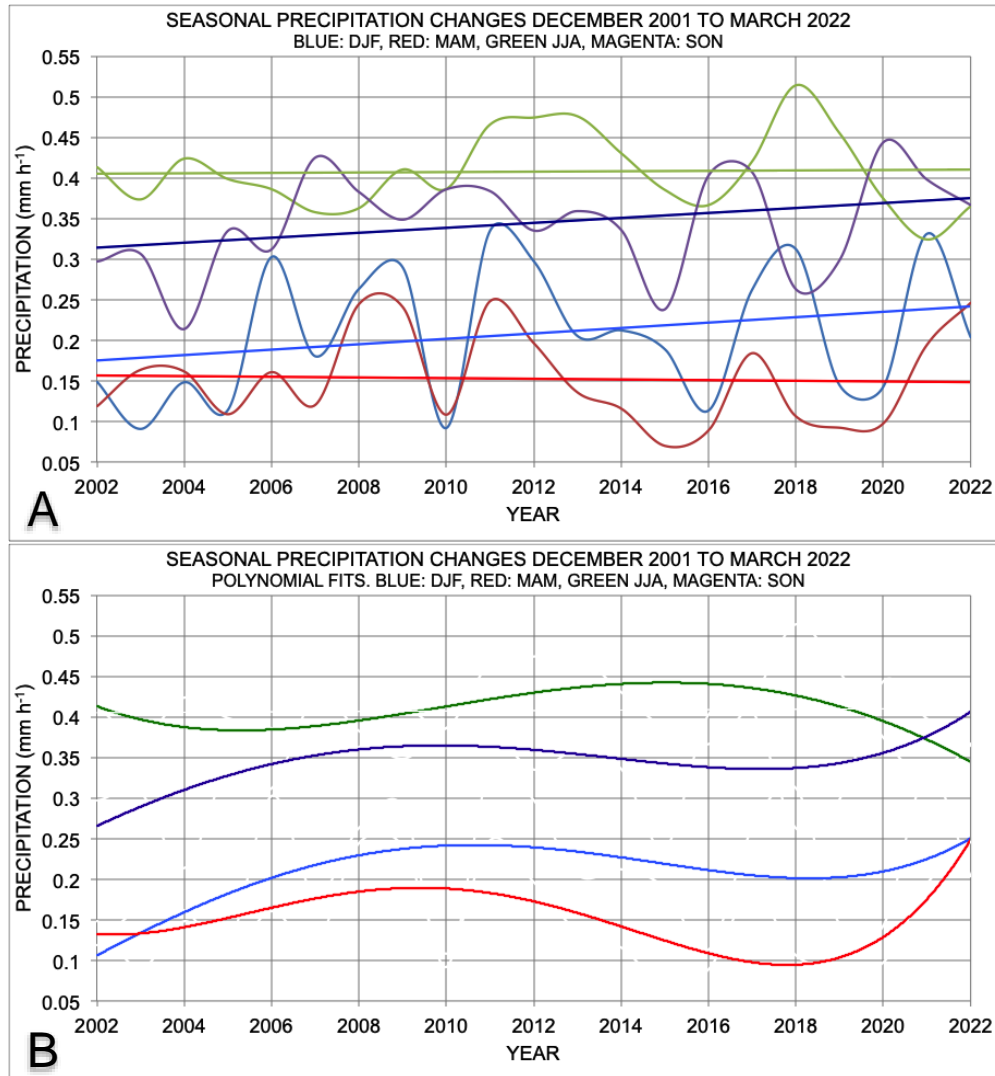 SEASONAL PRECIPITATION CHANGES DECEMBER 2001 TO MARCH 2022
BLUE: DJF, RED: MAM, GREEN JJA, MAGENTA: SON
PRECIPITATION (mm h⁻¹)
0.55
0.5
0.45
0.4
0.35
0.3
0.25
0.2
0.15
0.1
0.05
2002 2004 2006 2008 2010 2012 2014 2016 2018 2020 2022
YEAR
A
SEASONAL PRECIPITATION CHANGES DECEMBER 2001 TO MARCH 2022
POLYNOMIAL FITS. BLUE: DJF, RED: MAM, GREEN JJA, MAGENTA: SON
PRECIPITATION (mm h⁻¹)
0.55
0.5
0.45
0.4
0.35
0.3
0.25
0.2
0.15
0.1
0.05
2002 2004 2006 2008 2010 2012 2014 2016 2018 2020 2022
YEAR
B